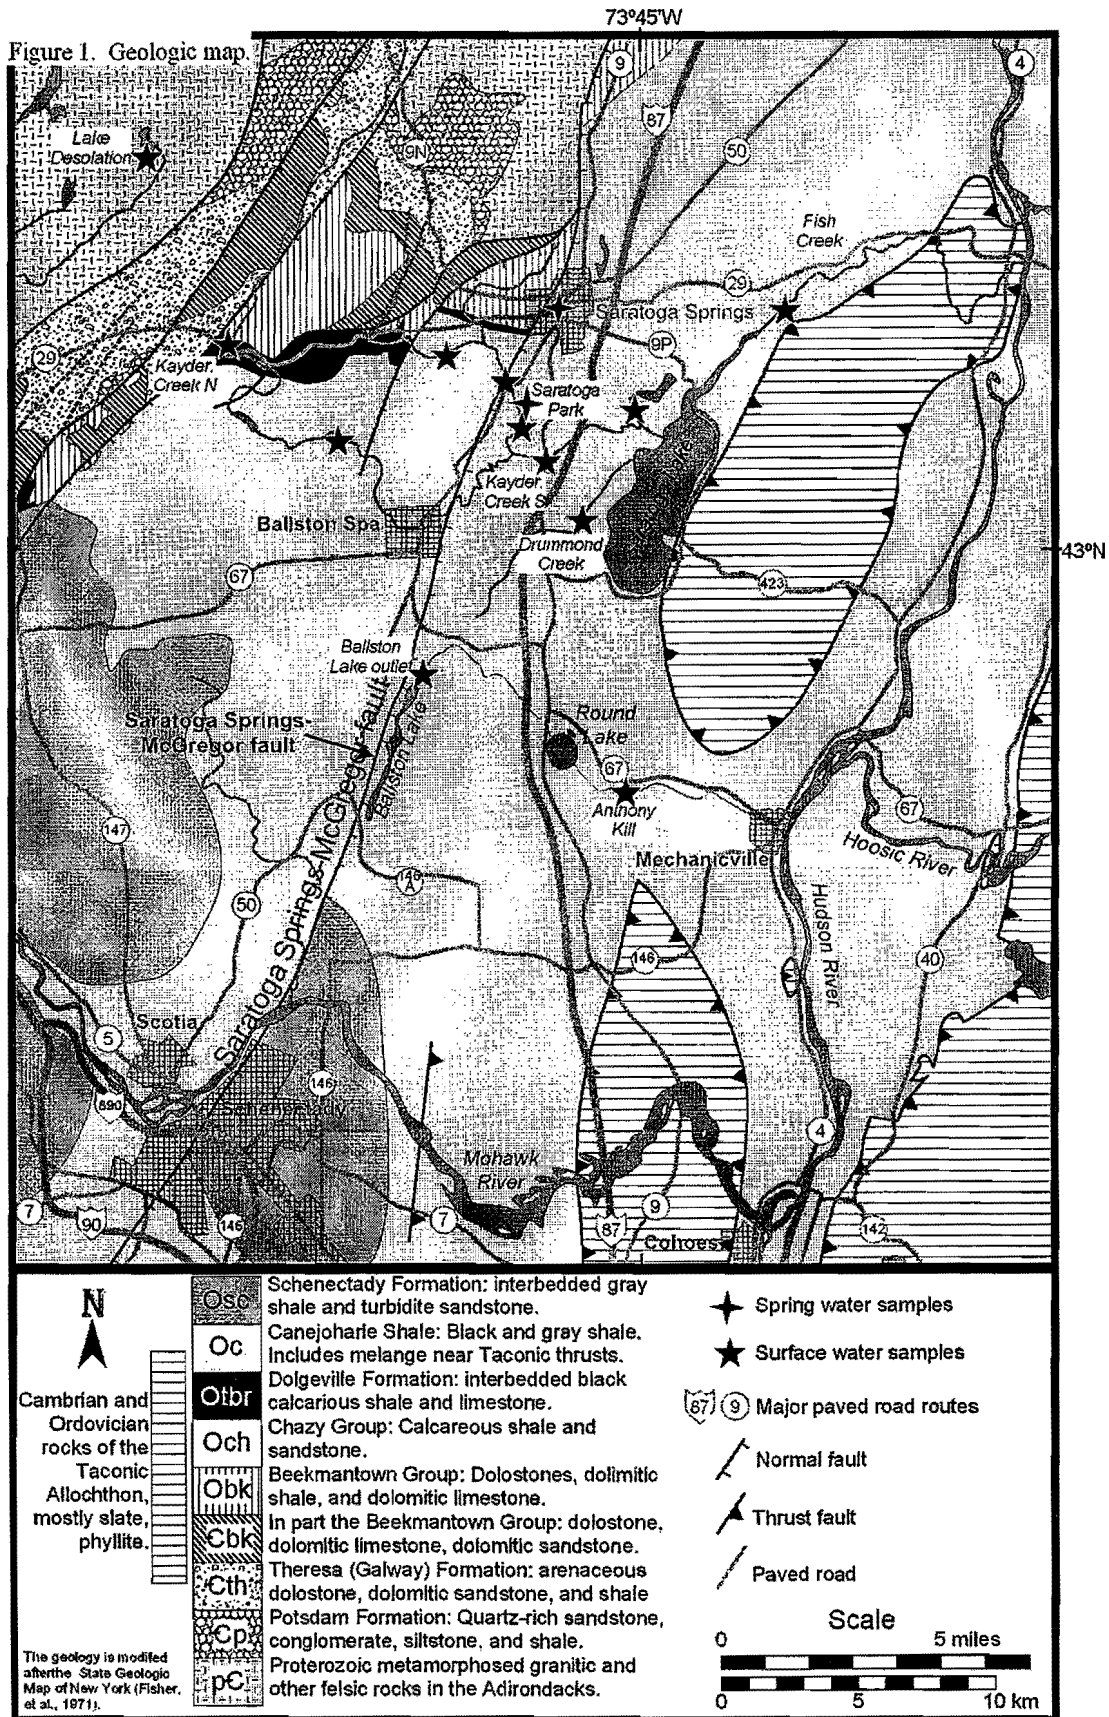 73º45'W
Figure 1. Geologic map.
9
4
87
Lake
Desolation
9N
50
Fish
Creek
29
Saratoga Springs
9P
29
Kayder.
Creek N
Saratoga
Park
Kayder.
Creek S
Lake
Ballston Spa
Drummond
Creek
43ºN
67
423
Ballston
Lake outlet
Saratoga Springs-
McGregor fault
Round
Lake
Ballston Lake
67
Anthony
Kill
147
67
Hoosic River
Mechanicville
146
A
50
Saratoga Springs-McGregor fault
Hudson River
146
40
Scotia
5
890
146
Schenectady
4
Mohawk
River
7
90
146
7
87
9
Cohoes
142
N
Cambrian and
Ordovician
rocks of the
Taconic
Allochthon,
mostly slate,
phyllite.
The geology is modified
afterthe State Geologic
Map of New York (Fisher,
et al., 1971).
Osc
Schenectady Formation: interbedded gray
shale and turbidite sandstone.
Oc
Canejoharie Shale: Black and gray shale.
Includes melange near Taconic thrusts.
Otbr
Dolgeville Formation: interbedded black
calcarious shale and limestone.
Och
Chazy Group: Calcareous shale and
sandstone.
Obk
Beekmantown Group: Dolostones, dolimitic
shale, and dolomitic limestone.
Cbk
In part the Beekmantown Group: dolostone,
dolomitic limestone, dolomitic sandstone.
Cth
Theresa (Galway) Formation: arenaceous
dolostone, dolomitic sandstone, and shale
Cp
Potsdam Formation: Quartz-rich sandstone,
conglomerate, siltstone, and shale.
pC
Proterozoic metamorphosed granitic and
other felsic rocks in the Adirondacks.
Spring water samples
Surface water samples
87 9 Major paved road routes
Normal fault
Thrust fault
Paved road
Scale
0 5 miles
0 5 10 km